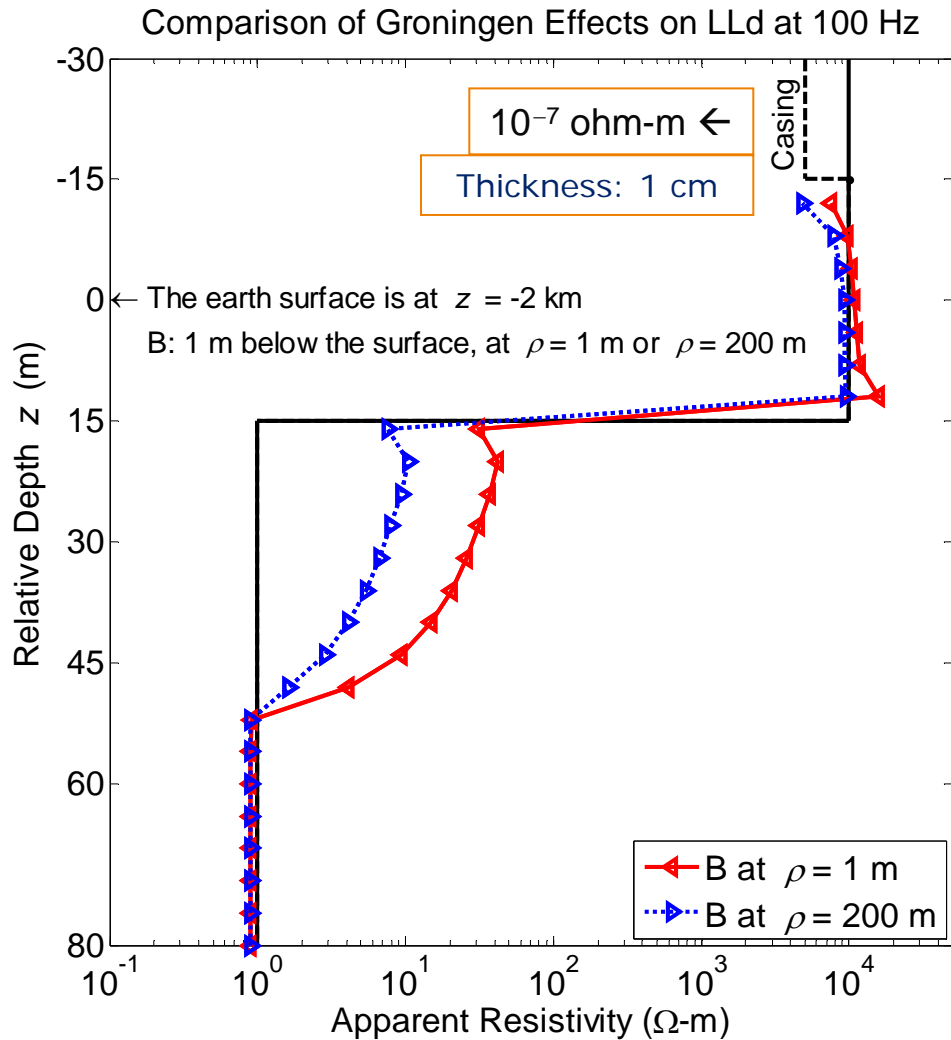 Comparison of Groningen Effects on LLd at 100 Hz
-30
-15
0
15
30
45
60
80
Relative Depth z (m)
10⁻⁷ ohm-m ←
Thickness: 1 cm
Casing
← The earth surface is at z = -2 km
B: 1 m below the surface, at ρ = 1 m or ρ = 200 m
B at ρ = 1 m
B at ρ = 200 m
10⁻¹ 10⁰ 10¹ 10² 10³ 10⁴
Apparent Resistivity (Ω-m)